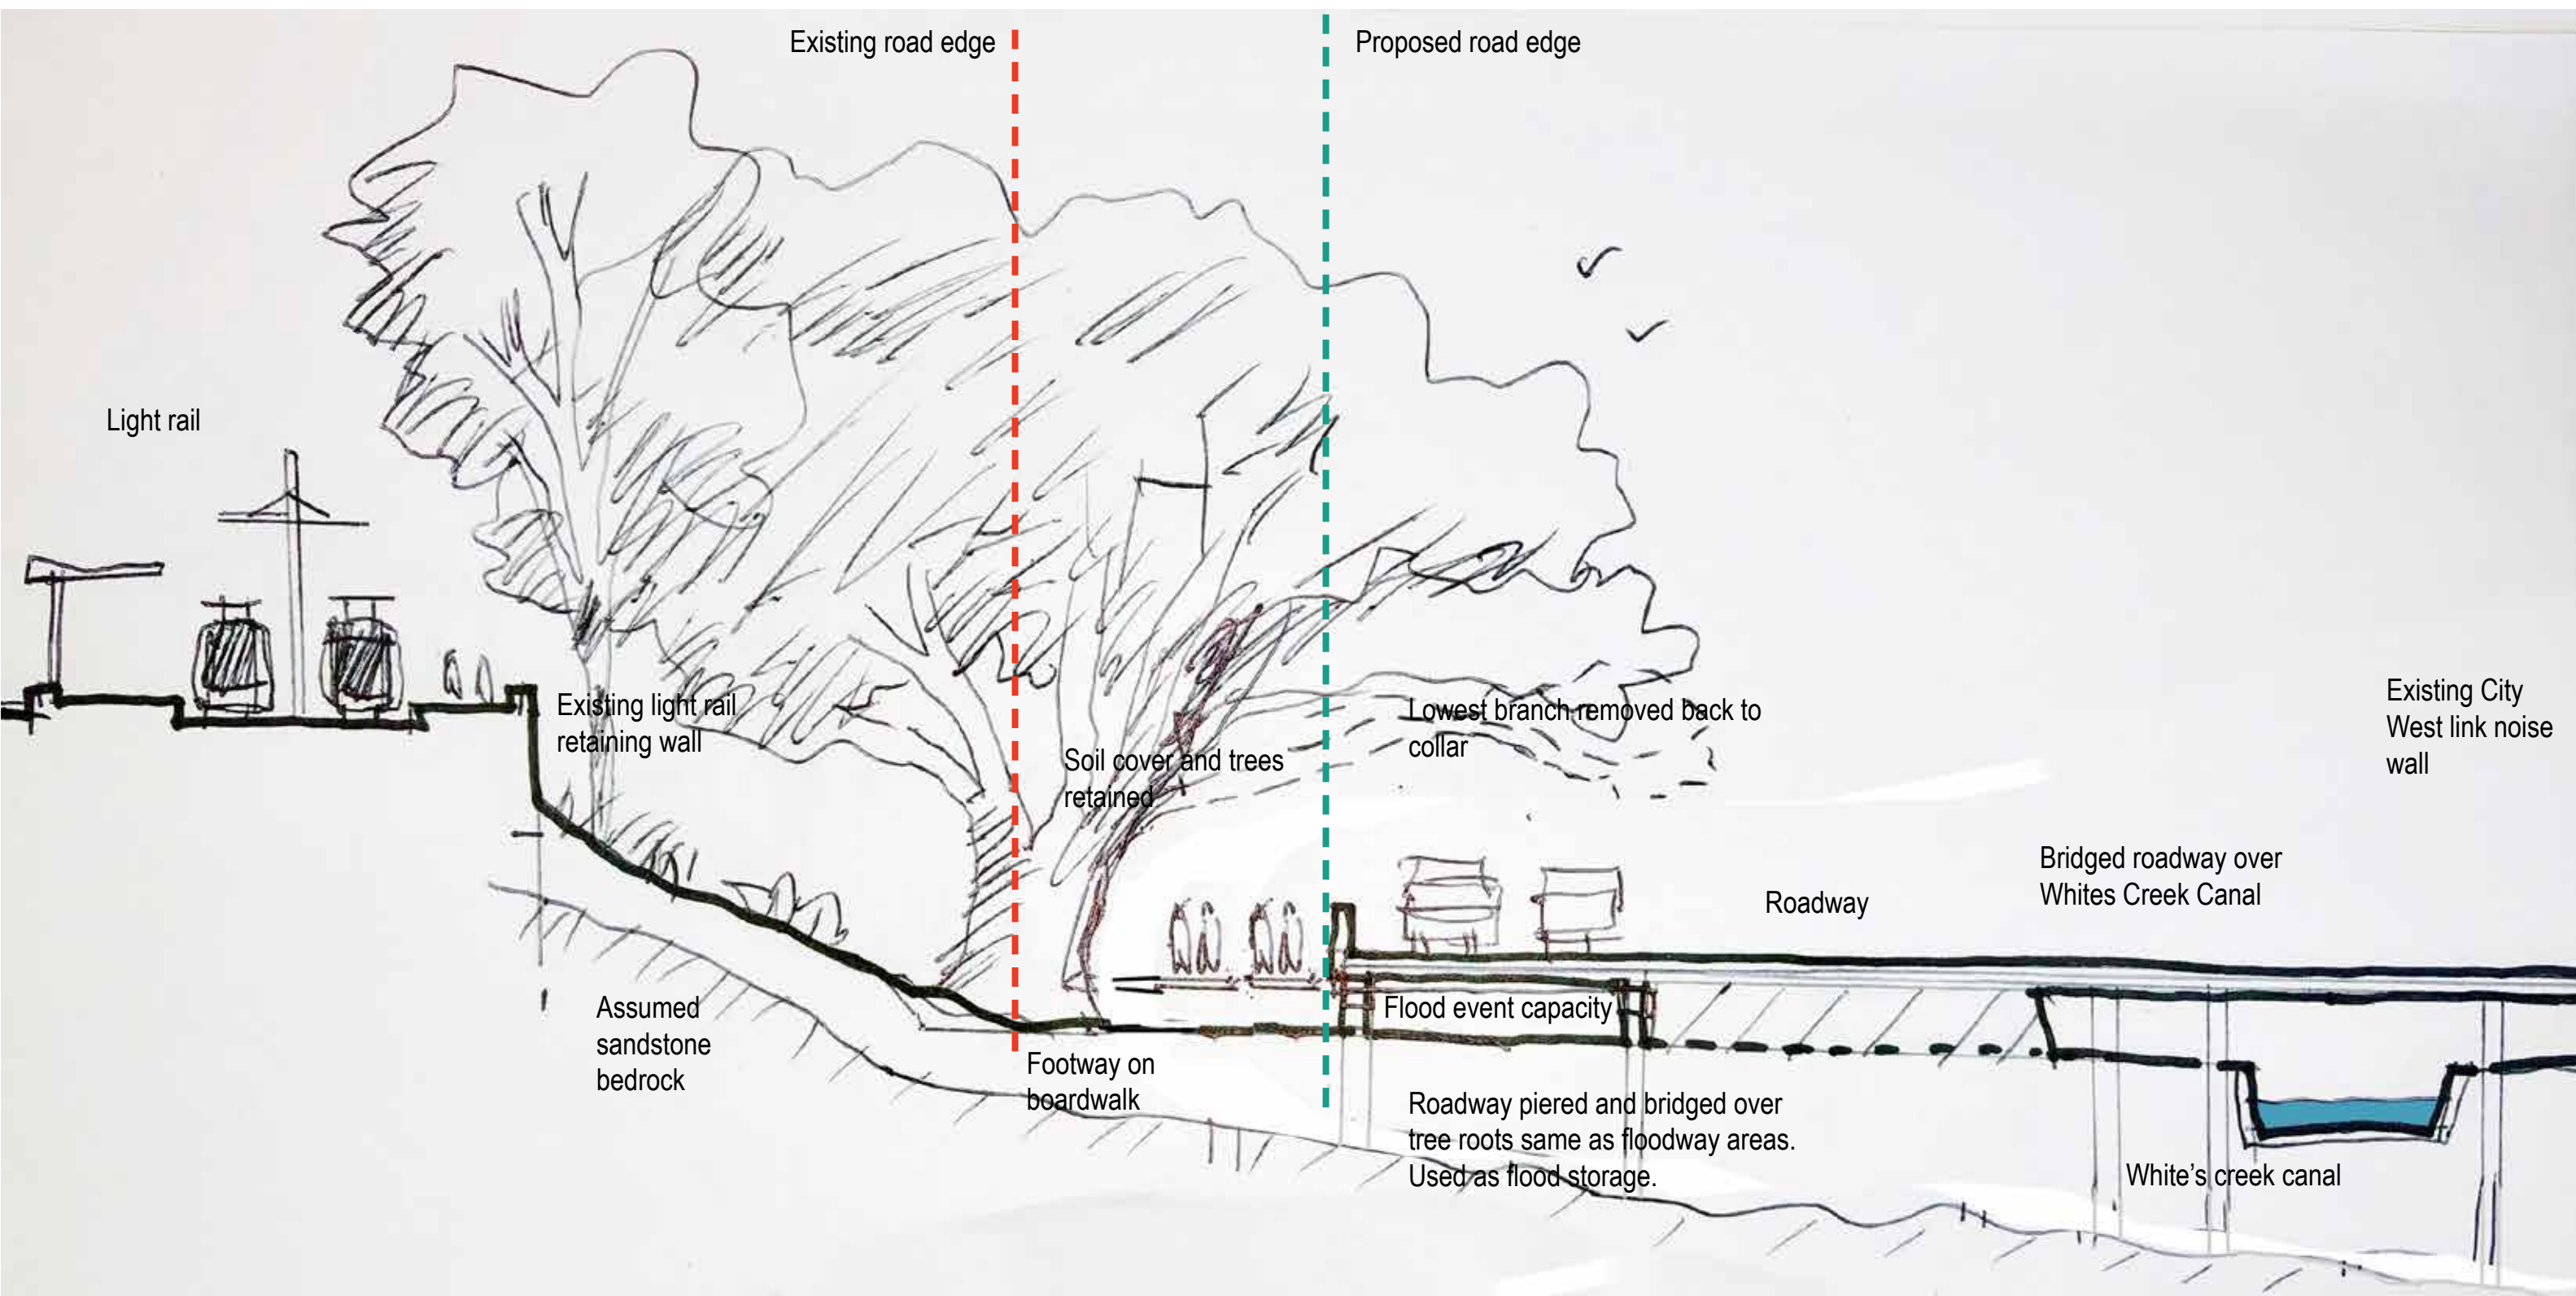 Existing road edge
Proposed road edge
Light rail
Existing light rail
retaining wall
Soil cover and trees
retained
Lowest branch removed back to
collar
Existing City
West link noise
wall
Bridged roadway over
Whites Creek Canal
Roadway
Assumed
sandstone
bedrock
Flood event capacity
Footway on
boardwalk
Roadway piered and bridged over
tree roots same as floodway areas.
Used as flood storage.
White's creek canal